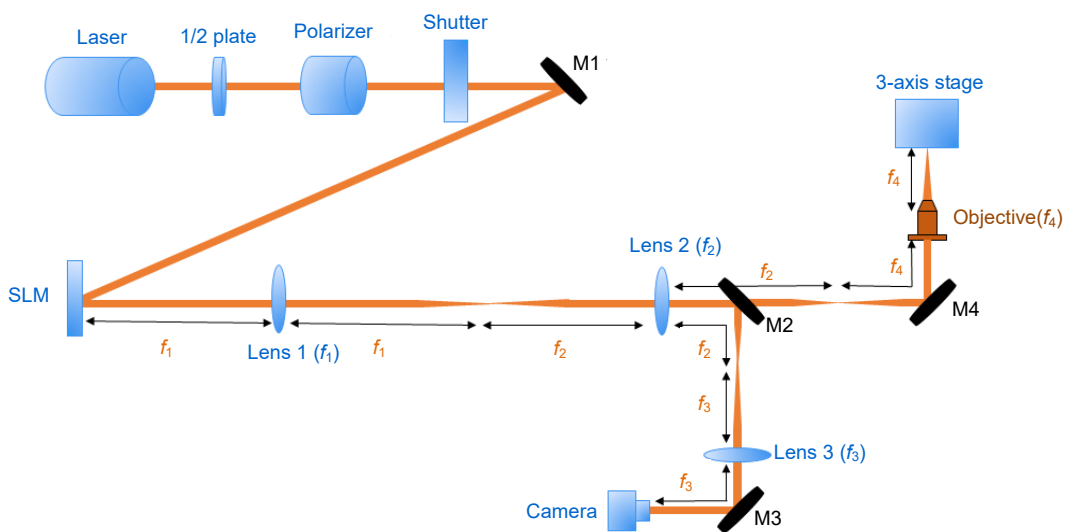 Laser
1/2 plate
Polarizer
Shutter
M1
3-axis stage
f4
Objective(f4)
Lens 2 (f2)
f2
f4
SLM
M2
M4
f1
Lens 1 (f1)
f1
f2
f2
f3
Lens 3 (f3)
f3
Camera
M3